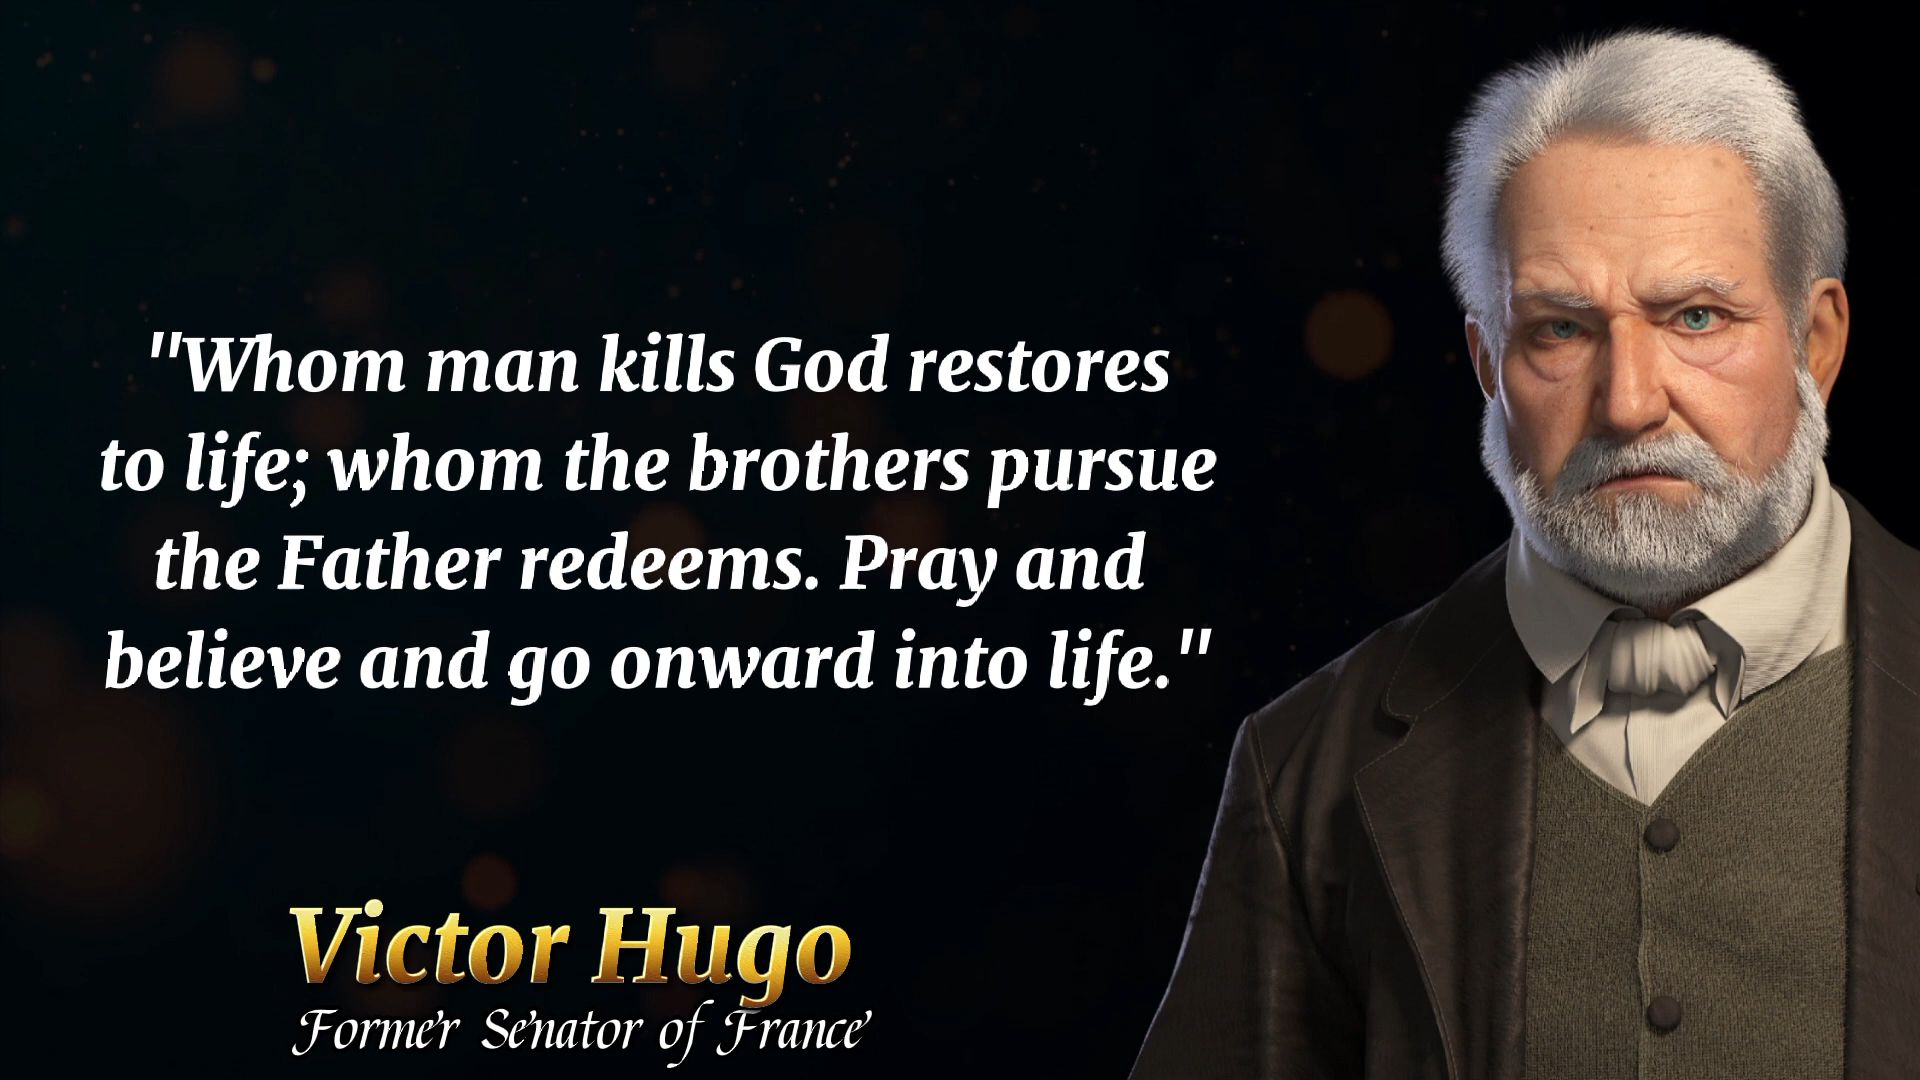 "Whom man kills God restores
to life; whom the brothers pursue
the Father redeems. Pray and
believe and go onward into life."
Victor Hugo
Former Senator of France